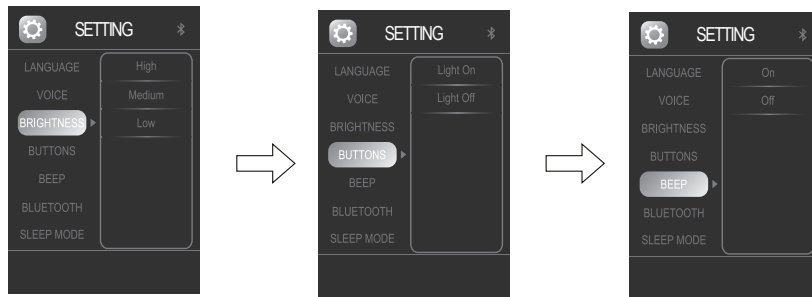 SETTING
LANGUAGE High
VOICE Medium
BRIGHTNESS Low
BUTTONS
BEEP
BLUETOOTH
SLEEP MODE
SETTING
LANGUAGE Light On
VOICE Light Off
BRIGHTNESS
BUTTONS
BEEP
BLUETOOTH
SLEEP MODE
SETTING
LANGUAGE On
VOICE Off
BRIGHTNESS
BUTTONS
BEEP
BLUETOOTH
SLEEP MODE